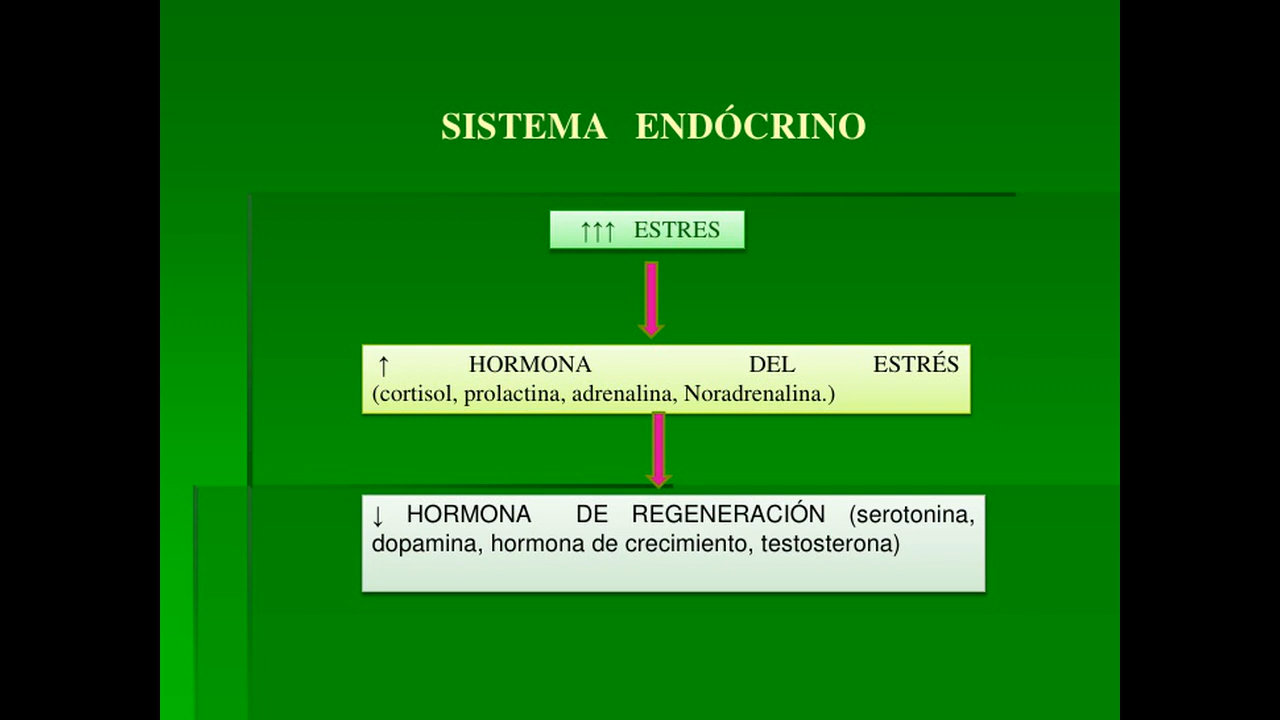 SISTEMA ENDÓCRINO
↑↑↑ ESTRES
↑ HORMONA DEL ESTRÉS
(cortisol, prolactina, adrenalina, Noradrenalina.)
↓ HORMONA DE REGENERACIÓN (serotonina,
dopamina, hormona de crecimiento, testosterona)